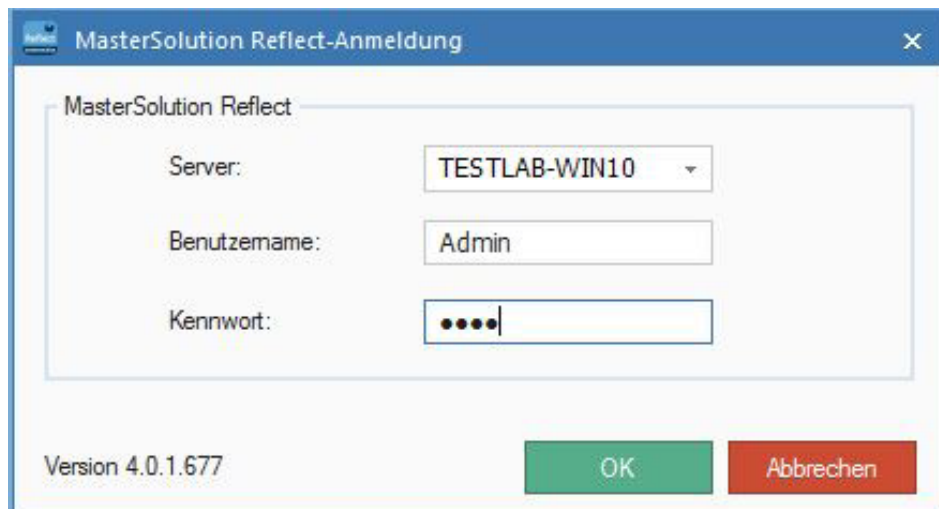 MasterSolution Reflect-Anmeldung
MasterSolution Reflect
Server: TESTLAB-WIN10
Benutzername: Admin
Kennwort: ••••
Version 4.0.1.677 OK Abbrechen